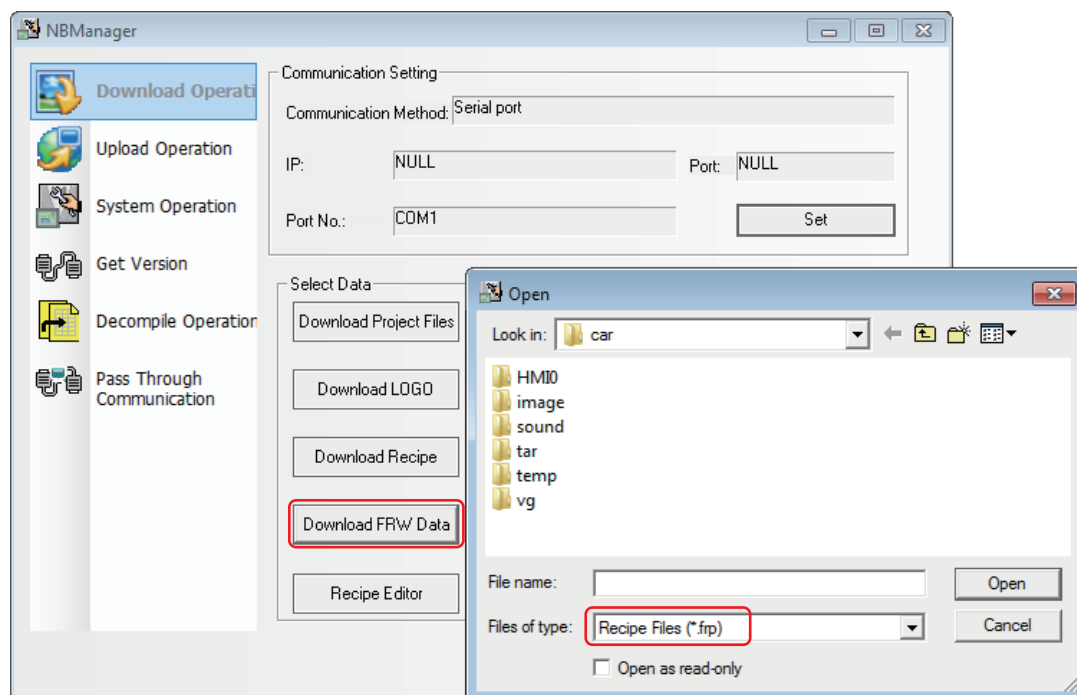 NBManager
Download Operati
Upload Operation
System Operation
Get Version
Decompile Operation
Pass Through
Communication
Communication Setting
Communication Method: Serial port
IP: NULL Port: NULL
Port No.: COM1 Set
Select Data
Download Project Files
Download LOGO
Download Recipe
Download FRW Data
Recipe Editor
Open
Look in: car
HMI0
image
sound
tar
temp
vg
File name: Open
Files of type: Recipe Files (*.frp) Cancel
Open as read-only